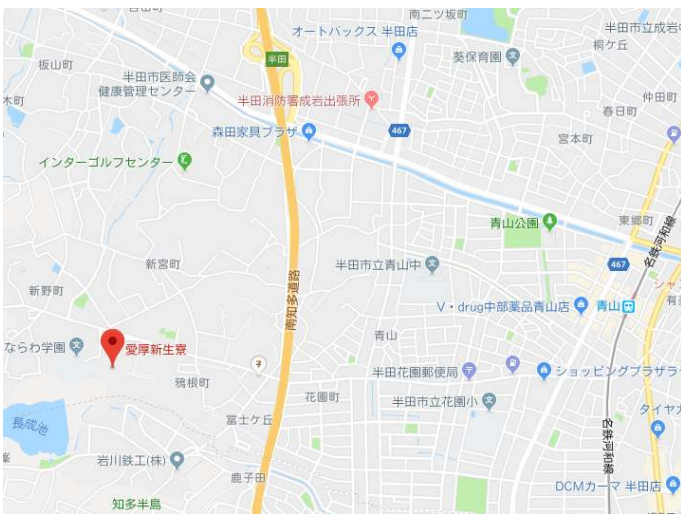 南二ツ坂町
オートバックス 半田店
半田市立成岩中
桐ケ丘
葵保育園
半田
板山町
半田市医師会
健康管理センター
木町
半田消防署成岩出張所
仲田町
春日町
森田家具プラザ
467
宮本町
インターゴルフセンター
青山公園
東郷町
名鉄河和線
新宮町
半田市立青山中
467
南知多道路
新野町
V・drug中部薬品青山店
青山
ならわ学園
愛厚新生寮
青山
鴉根町
半田花園郵便局
ショッピングプラザラ
花園町
半田市立花園小
長成池
冨士ケ丘
タイヤ
名鉄河和線
岩川鉄工(株)
鹿子田
DCMカーマ 半田店
知多半島